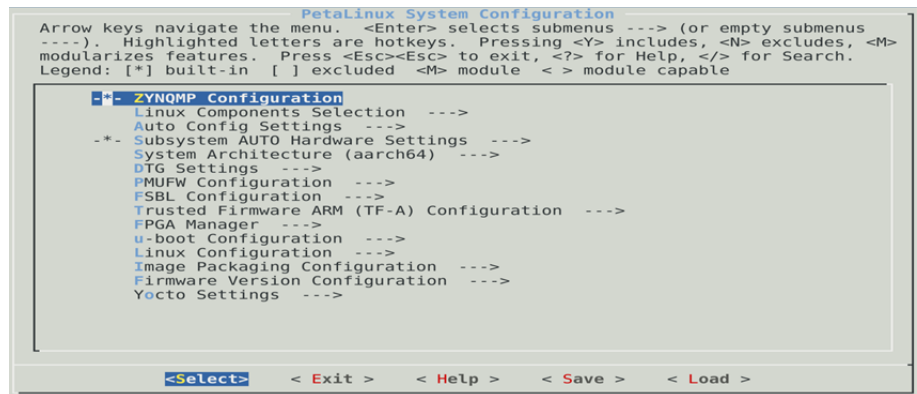 PetaLinux System Configuration
Arrow keys navigate the menu.  <Enter> selects submenus ---> (or empty submenus
----).  Highlighted letters are hotkeys.  Pressing <Y> includes, <N> excludes, <M>
modularizes features.  Press <Esc><Esc> to exit, <?> for Help, </> for Search.
Legend: [*] built-in  [ ] excluded  <M> module  < > module capable
-*- ZYNQMP Configuration
Linux Components Selection  --->
Auto Config Settings  --->
-*- Subsystem AUTO Hardware Settings  --->
System Architecture (aarch64)  --->
DTG Settings  --->
PMUFW Configuration  --->
FSBL Configuration  --->
Trusted Firmware ARM (TF-A) Configuration  --->
FPGA Manager  --->
u-boot Configuration  --->
Linux Configuration  --->
Image Packaging Configuration  --->
Firmware Version Configuration  --->
Yocto Settings  --->
<Select>    < Exit >    < Help >    < Save >    < Load >